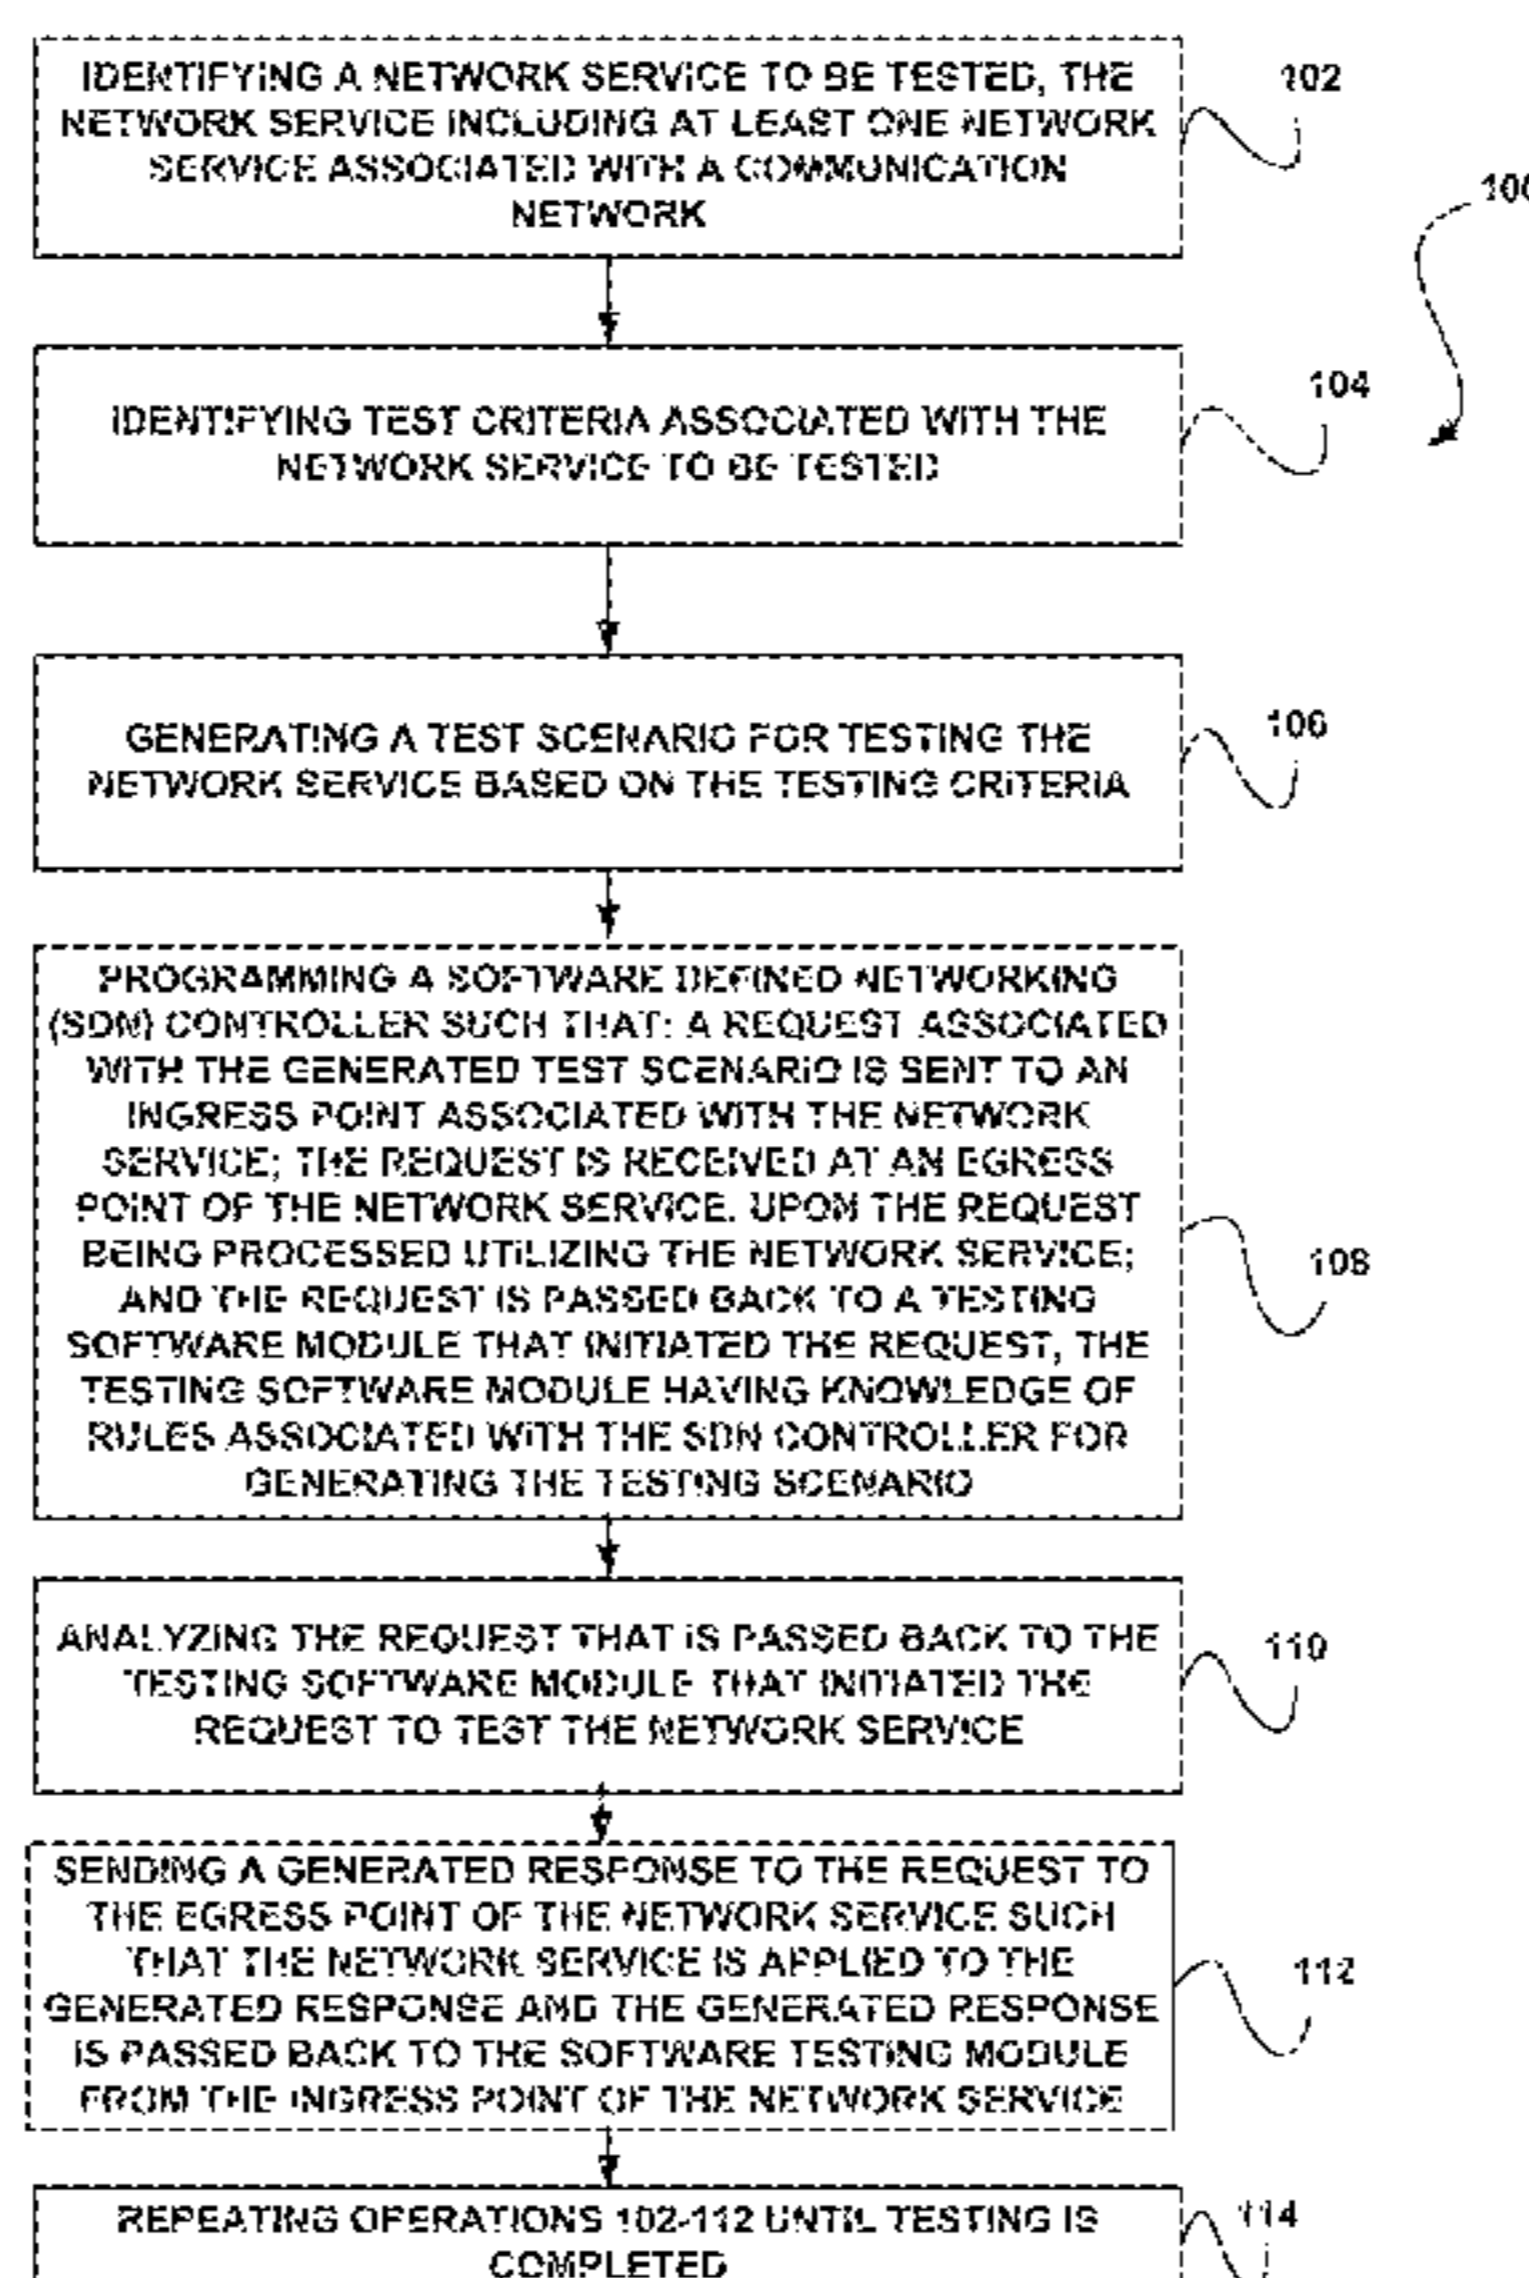 IDENTIFYING A NETWORK SERVICE TO BE TESTED, THE
NETWORK SERVICE INCLUDING AT LEAST ONE NETWORK
SERVICE ASSOCIATED WITH A COMMUNICATION
NETWORK
102
100
IDENTIFYING TEST CRITERIA ASSOCIATED WITH THE
NETWORK SERVICE TO BE TESTED
104
GENERATING A TEST SCENARIO FOR TESTING THE
NETWORK SERVICE BASED ON THE TESTING CRITERIA
106
PROGRAMMING A SOFTWARE DEFINED NETWORKING
(SDN) CONTROLLER SUCH THAT: A REQUEST ASSOCIATED
WITH THE GENERATED TEST SCENARIO IS SENT TO AN
INGRESS POINT ASSOCIATED WITH THE NETWORK
SERVICE; THE REQUEST IS RECEIVED AT AN EGRESS
POINT OF THE NETWORK SERVICE, UPON THE REQUEST
BEING PROCESSED UTILIZING THE NETWORK SERVICE;
AND THE REQUEST IS PASSED BACK TO A TESTING
SOFTWARE MODULE THAT INITIATED THE REQUEST, THE
TESTING SOFTWARE MODULE HAVING KNOWLEDGE OF
RULES ASSOCIATED WITH THE SDN CONTROLLER FOR
GENERATING THE TESTING SCENARIO
108
ANALYZING THE REQUEST THAT IS PASSED BACK TO THE
TESTING SOFTWARE MODULE THAT INITIATED THE
REQUEST TO TEST THE NETWORK SERVICE
110
SENDING A GENERATED RESPONSE TO THE REQUEST TO
THE EGRESS POINT OF THE NETWORK SERVICE SUCH
THAT THE NETWORK SERVICE IS APPLIED TO THE
GENERATED RESPONSE AND THE GENERATED RESPONSE
IS PASSED BACK TO THE SOFTWARE TESTING MODULE
FROM THE INGRESS POINT OF THE NETWORK SERVICE
112
REPEATING OPERATIONS 102-112 UNTIL TESTING IS
COMPLETED
114